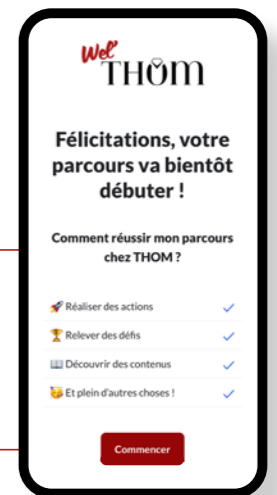 Wel'
THOM
Félicitations, votre
parcours va bientôt
débuter !
Comment réussir mon parcours
chez THOM ?
🚀 Réaliser des actions
🏆 Relever des défis
📖 Découvrir des contenus
🥳 Et plein d'autres choses !
Commencer